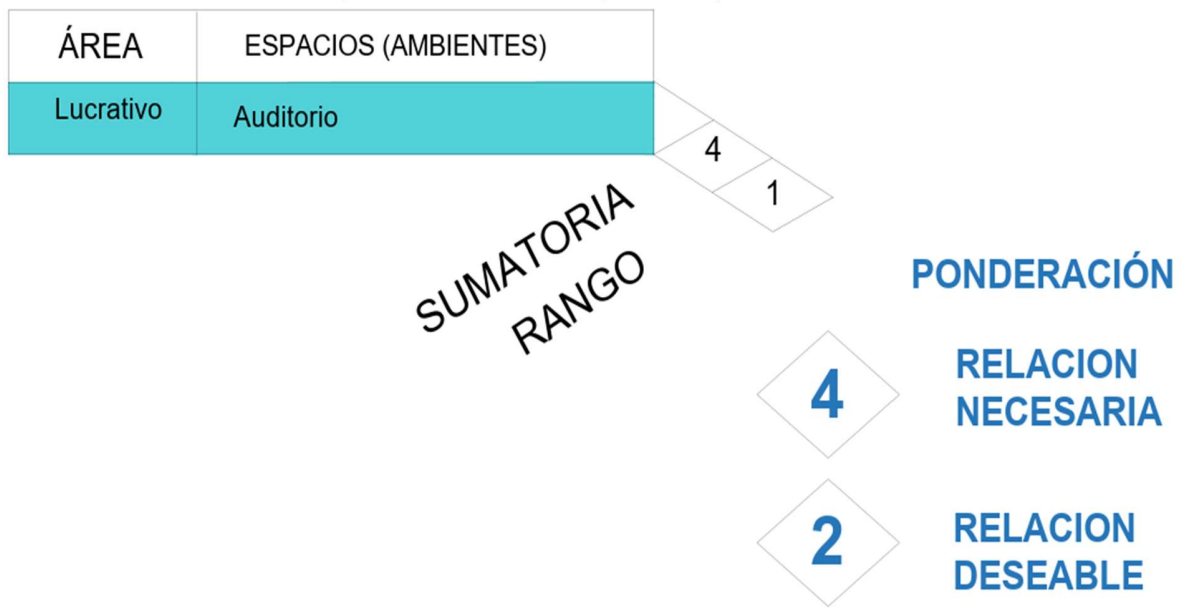 ÁREA ESPACIOS (AMBIENTES)
Lucrativo Auditorio
4
1
SUMATORIA
RANGO
PONDERACIÓN
4 RELACION
NECESARIA
2 RELACION
DESEABLE